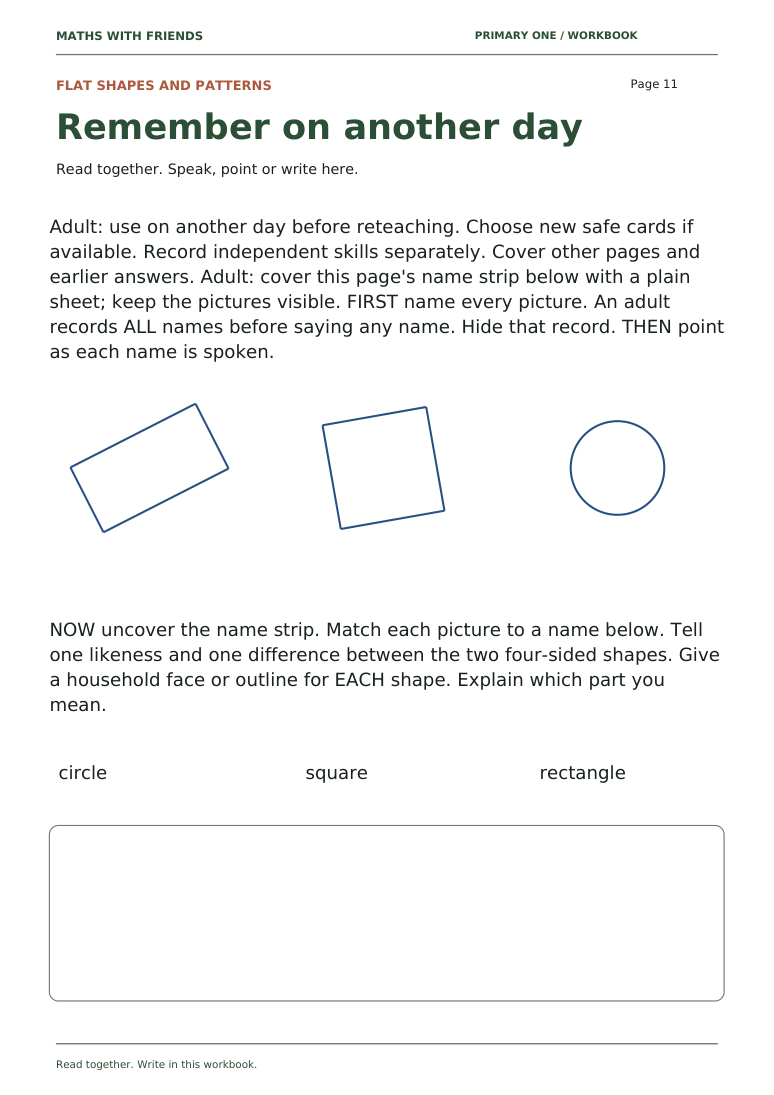 MATHS WITH FRIENDS
PRIMARY ONE / WORKBOOK
FLAT SHAPES AND PATTERNS
Page 11
Remember on another day
Read together. Speak, point or write here.
Adult: use on another day before reteaching. Choose new safe cards if
available. Record independent skills separately. Cover other pages and
earlier answers. Adult: cover this page's name strip below with a plain
sheet; keep the pictures visible. FIRST name every picture. An adult
records ALL names before saying any name. Hide that record. THEN point
as each name is spoken.
NOW uncover the name strip. Match each picture to a name below. Tell
one likeness and one difference between the two four-sided shapes. Give
a household face or outline for EACH shape. Explain which part you
mean.
circle
square
rectangle
Read together. Write in this workbook.